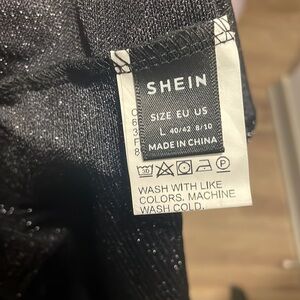 SHEIN
SIZE EU US
L 40/42 8/10
MADE IN CHINA
WASH WITH LIKE
COLORS. MACHINE
WASH COLD.